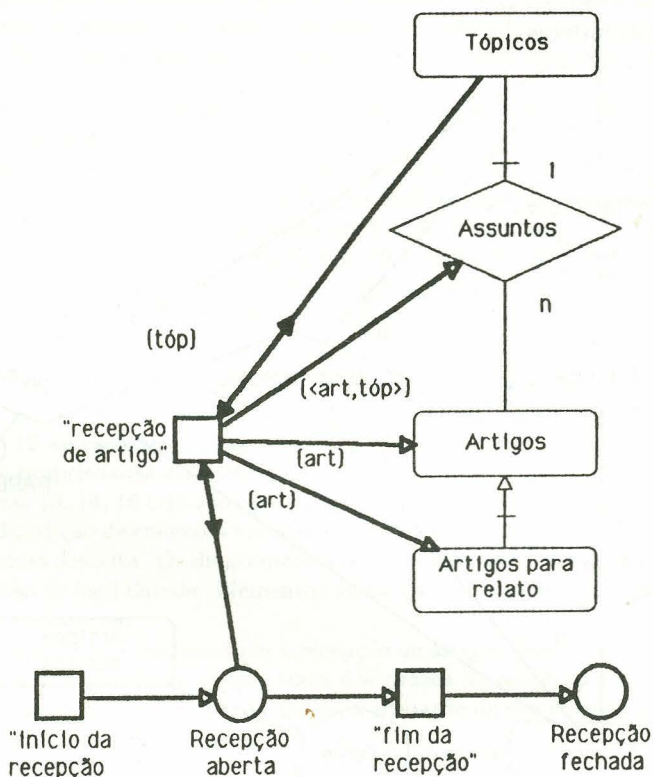 Tópicos
1
Assuntos
n
(tóp)
(<art,tóp>)
"recepção
de artigo"
Artigos
(art)
(art)
Artigos para
relato
"início da
recepção
Recepção
aberta
"fim da
recepção"
Recepção
fechada